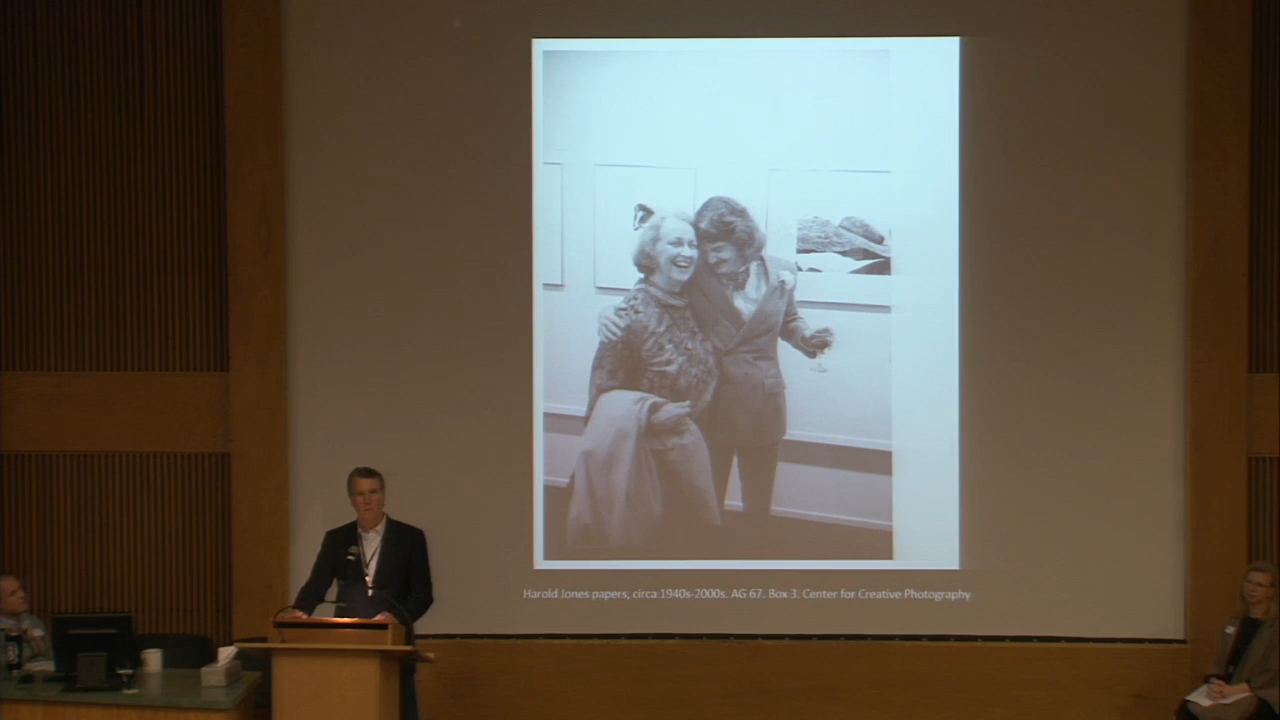 Harold Jones papers, circa 1940s-2000s. AG 67. Box 3. Center for Creative Photography